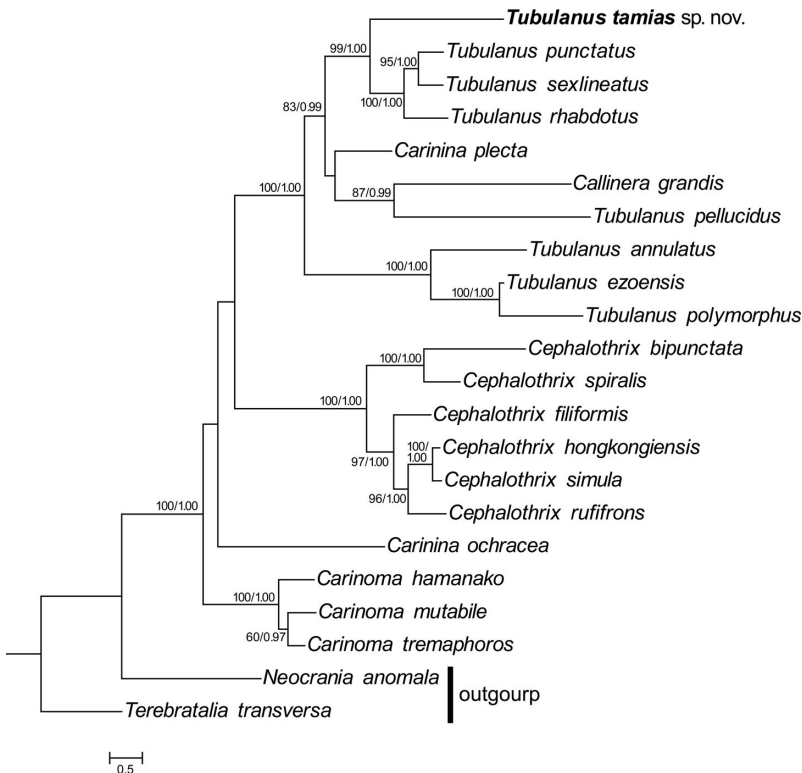 Tubulanus tamias sp. nov.
99/1.00
Tubulanus punctatus
95/1.00
Tubulanus sexlineatus
100/1.00
83/0.99
Tubulanus rhabdotus
Carinina plecta
Callinera grandis
100/1.00
87/0.99
Tubulanus pellucidus
Tubulanus annulatus
100/1.00
Tubulanus ezoensis
100/1.00
Tubulanus polymorphus
Cephalothrix bipunctata
100/1.00
Cephalothrix spiralis
100/1.00
Cephalothrix filiformis
100/
1.00
Cephalothrix hongkongiensis
97/1.00
Cephalothrix simula
96/1.00
100/1.00
Cephalothrix rufifrons
Carinina ochracea
Carinoma hamanako
100/1.00
Carinoma mutabile
60/0.97
Carinoma tremaphoros
Neocrania anomala
outgourp
Terebratalia transversa
0.5